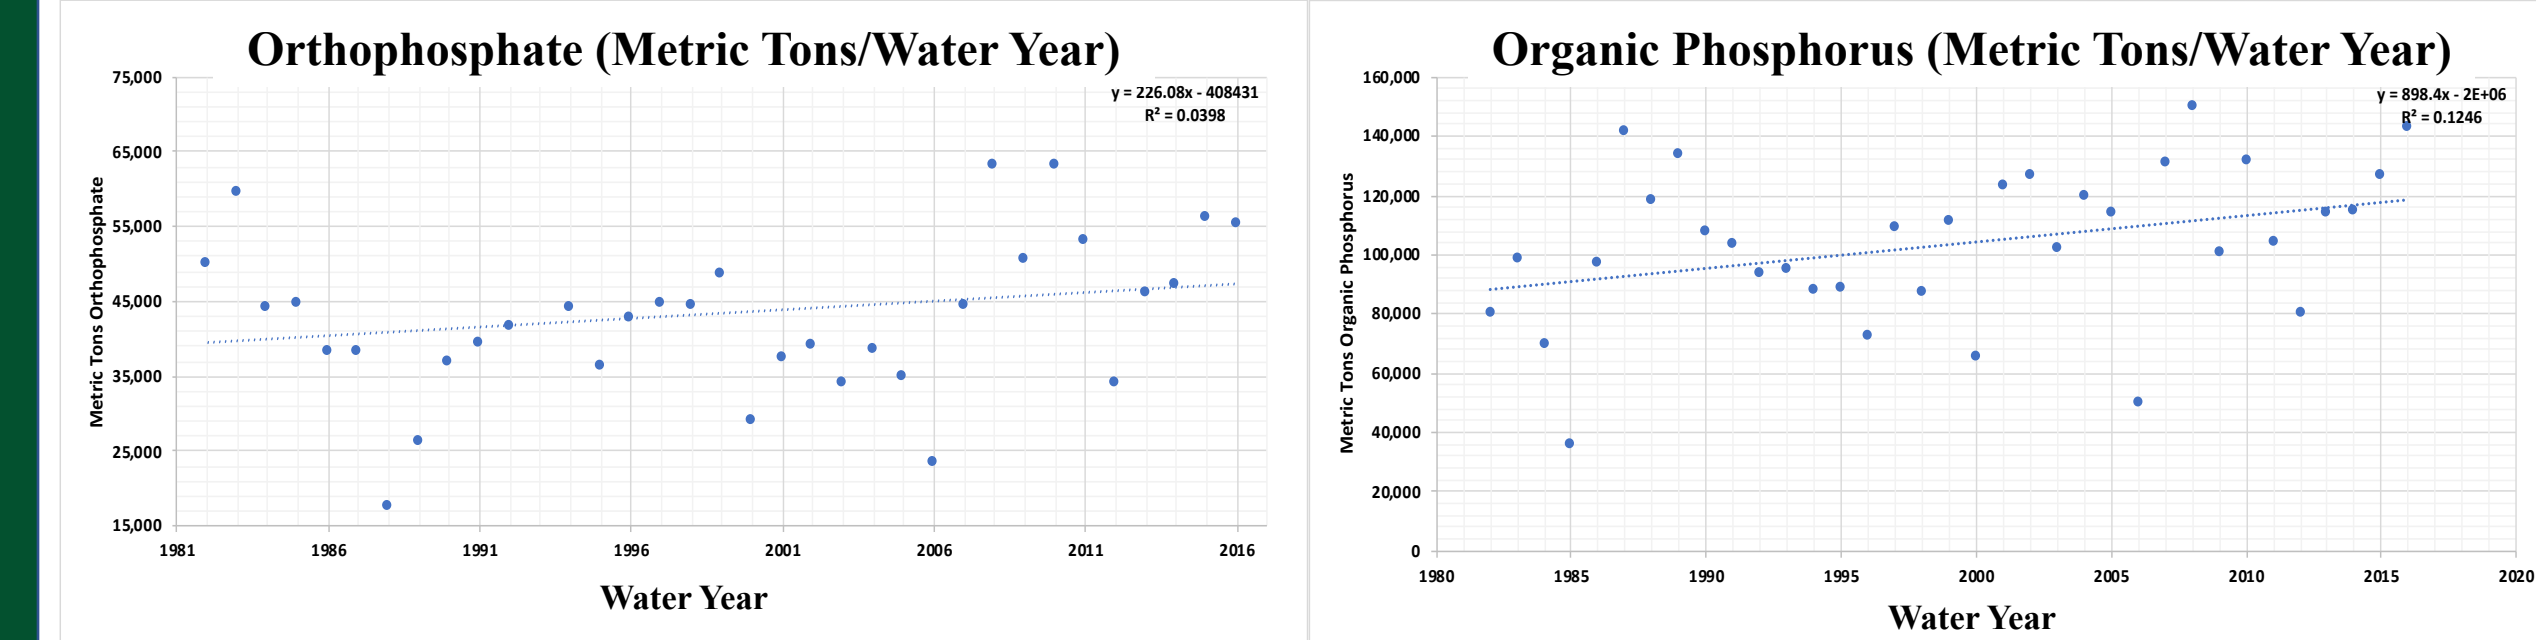 Orthophosphate (Metric Tons/Water Year)
y = 226.08x - 408431
R² = 0.0398
Metric Tons Orthophosphate
75,000
65,000
55,000
45,000
35,000
25,000
15,000
1981 1986 1991 1996 2001 2006 2011 2016
Water Year
Organic Phosphorus (Metric Tons/Water Year)
y = 898.4x - 2E+06
R² = 0.1246
Metric Tons Organic Phosphorus
160,000
140,000
120,000
100,000
80,000
60,000
40,000
20,000
0
1980 1985 1990 1995 2000 2005 2010 2015 2020
Water Year